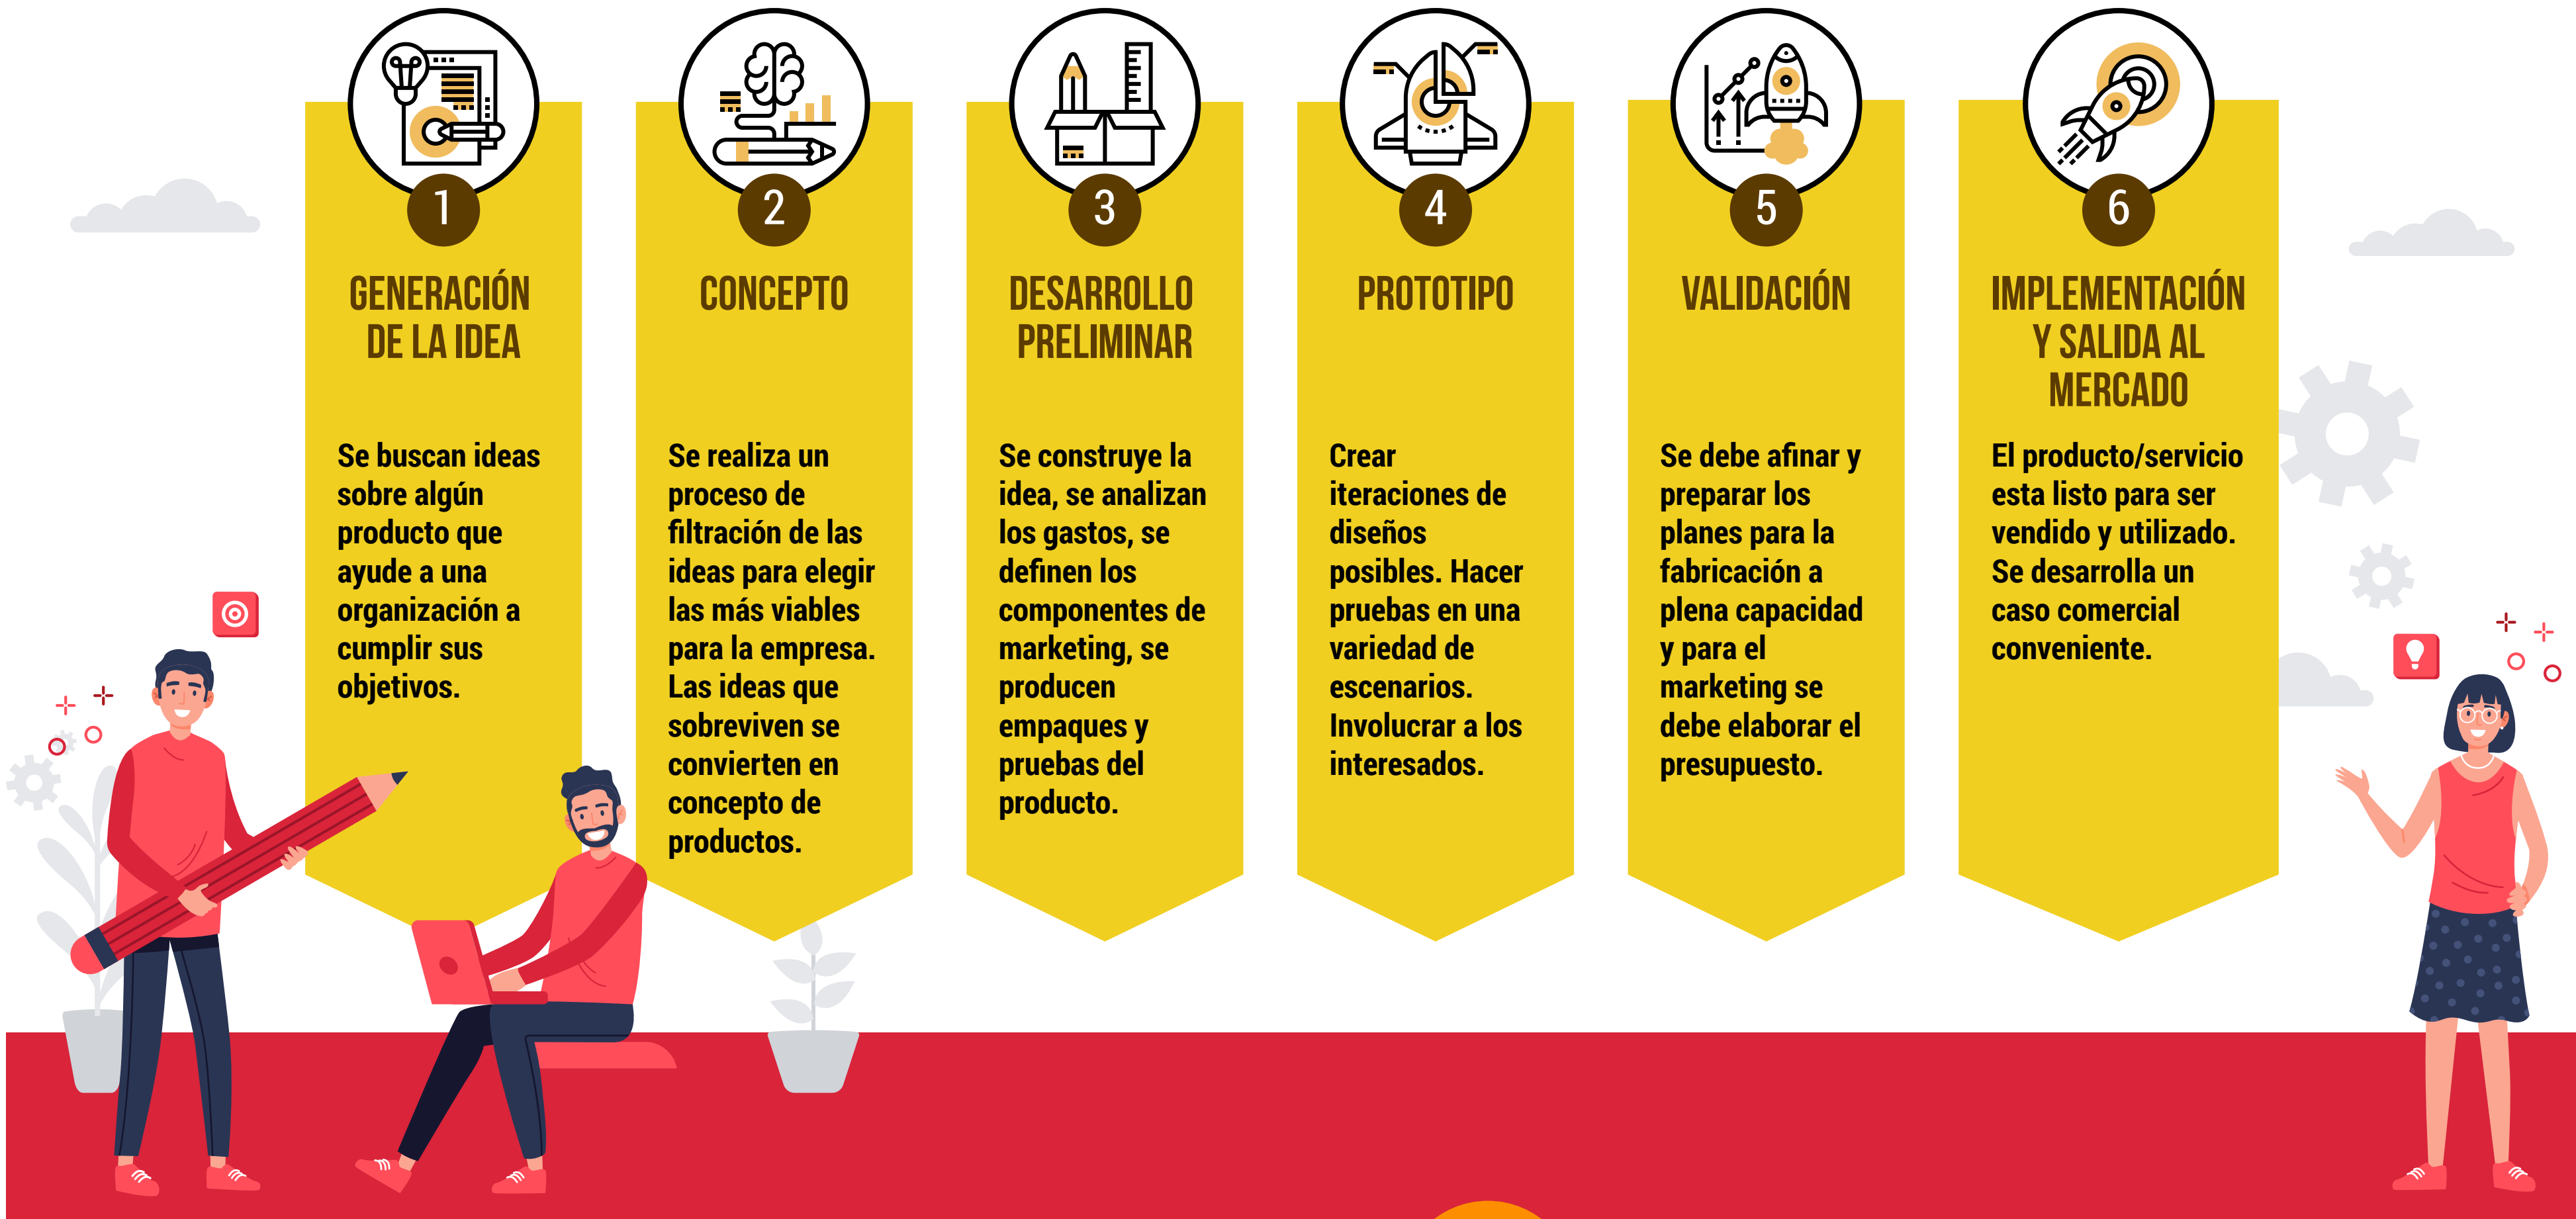 1
GENERACIÓN
DE LA IDEA
Se buscan ideas
sobre algún
producto que
ayude a una
organización a
cumplir sus
objetivos.
2
CONCEPTO
Se realiza un
proceso de
filtración de las
ideas para elegir
las más viables
para la empresa.
Las ideas que
sobreviven se
convierten en
concepto de
productos.
3
DESARROLLO
PRELIMINAR
Se construye la
idea, se analizan
los gastos, se
definen los
componentes de
marketing, se
producen
empaques y
pruebas del
producto.
4
PROTOTIPO
Crear
iteraciones de
diseños
posibles. Hacer
pruebas en una
variedad de
escenarios.
Involucrar a los
interesados.
5
VALIDACIÓN
Se debe afinar y
preparar los
planes para la
fabricación a
plena capacidad
y para el
marketing se
debe elaborar el
presupuesto.
6
IMPLEMENTACIÓN
Y SALIDA AL
MERCADO
El producto/servicio
esta listo para ser
vendido y utilizado.
Se desarrolla un
caso comercial
conveniente.